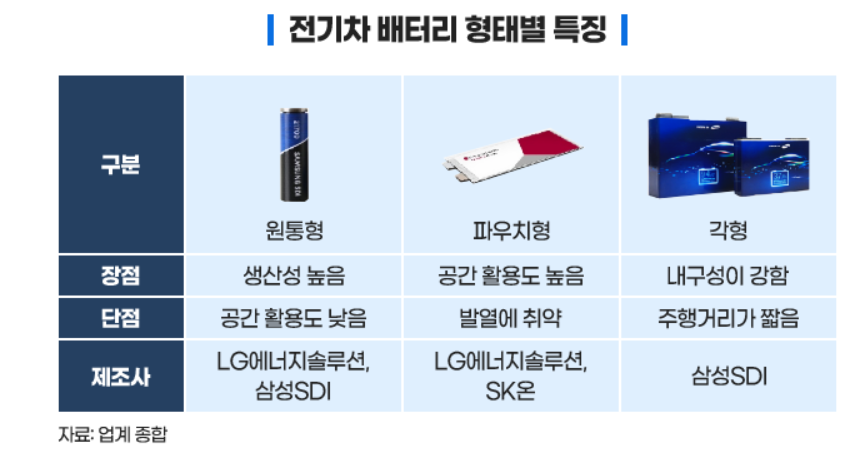 전기차 배터리 형태별 특징
구분
21700
SAMSUNG SDI
원통형
파우치형
각형
장점
생산성 높음
공간 활용도 높음
내구성이 강함
단점
공간 활용도 낮음
발열에 취약
주행거리가 짧음
제조사
LG에너지솔루션,
삼성SDI
LG에너지솔루션,
SK온
삼성SDI
자료: 업계 종합